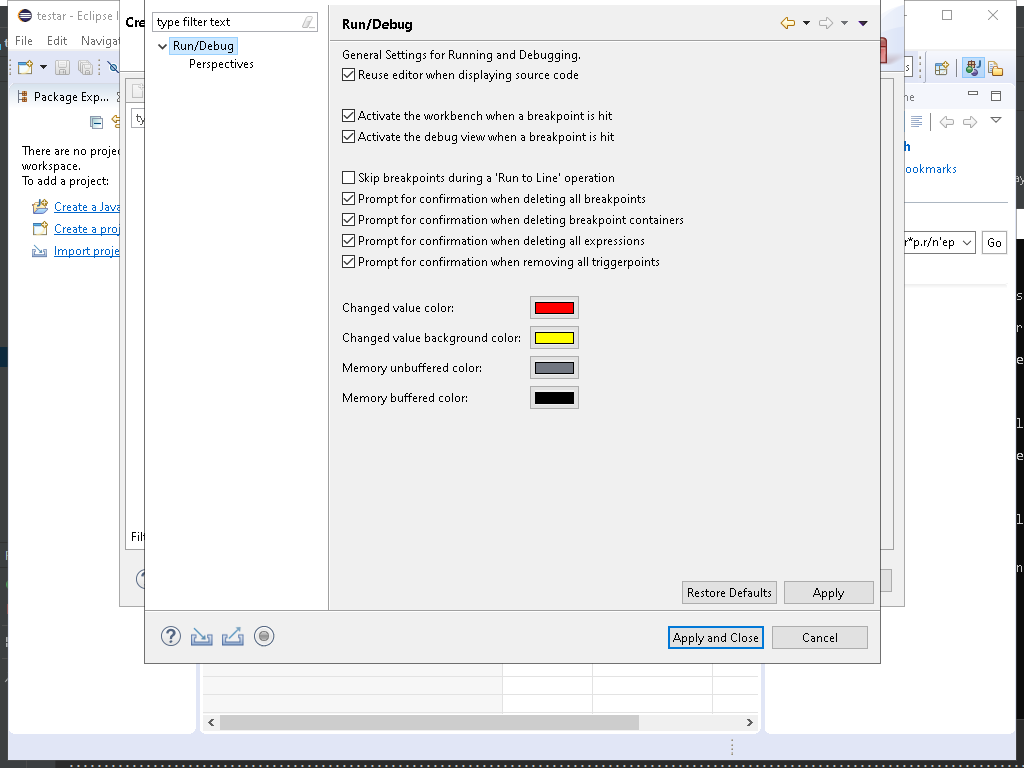 testar - Eclipse I
File Edit Navigat
Cre
type filter text
Run/Debug
Run/Debug
Perspectives
General Settings for Running and Debugging.
Reuse editor when displaying source code
Activate the workbench when a breakpoint is hit
Activate the debug view when a breakpoint is hit
Skip breakpoints during a 'Run to Line' operation
Prompt for confirmation when deleting all breakpoints
Prompt for confirmation when deleting breakpoint containers
Prompt for confirmation when deleting all expressions
Prompt for confirmation when removing all triggerpoints
Changed value color:
Changed value background color:
Memory unbuffered color:
Memory buffered color:
Restore Defaults
Apply
Apply and Close
Cancel
Package Exp...
There are no projec
workspace.
To add a project:
Create a Java
Create a proj
Import proje
ty
Filt
ne
h
ookmarks
r*p.r/n'ep
Go